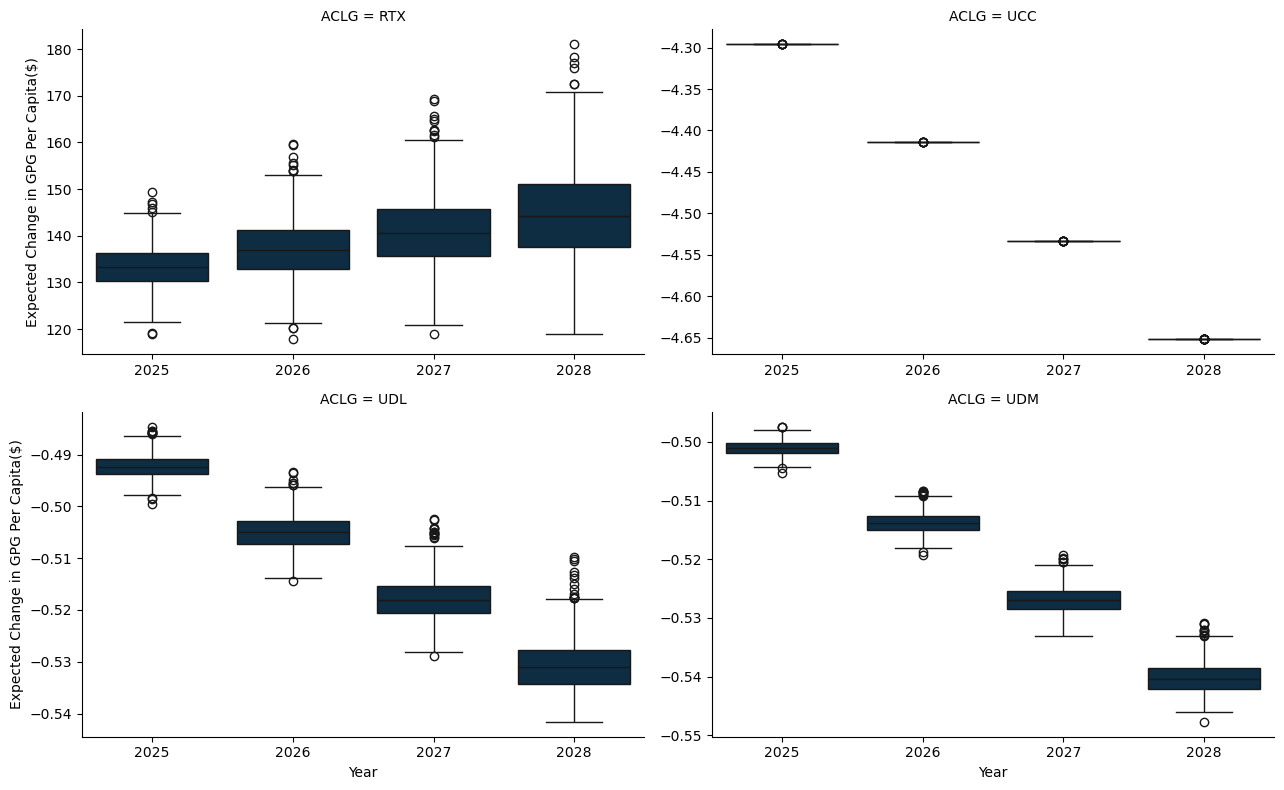 ACLG = RTX
Expected Change in GPG Per Capita($)
180
170
160
150
140
130
120
2025 2026 2027 2028
ACLG = UCC
−4.30
−4.35
−4.40
−4.45
−4.50
−4.55
−4.60
−4.65
2025 2026 2027 2028
ACLG = UDL
Expected Change in GPG Per Capita($)
−0.49
−0.50
−0.51
−0.52
−0.53
−0.54
2025 2026 2027 2028
Year
ACLG = UDM
−0.50
−0.51
−0.52
−0.53
−0.54
−0.55
2025 2026 2027 2028
Year